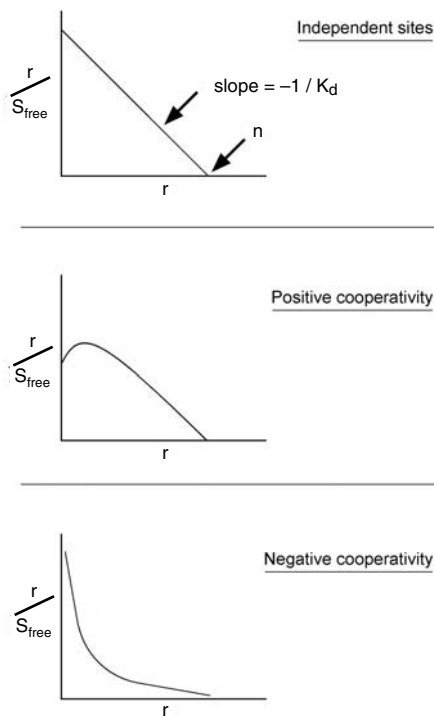 Independent sites
r
S_free
slope = –1 / K_d
n
r
Positive cooperativity
r
S_free
r
Negative cooperativity
r
S_free
r